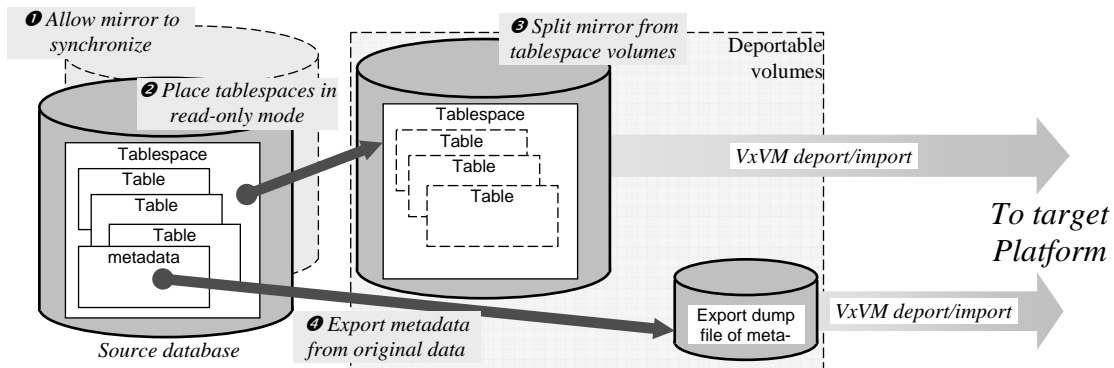 ❶ Allow mirror to
synchronize
❷ Place tablespaces in
read-only mode
❸ Split mirror from
tablespace volumes
Deportable
volumes
Tablespace
Table
Table
Table
metadata
Source database
Tablespace
Table
Table
Table
❹ Export metadata
from original data
Export dump
file of meta-
VxVM deport/import
VxVM deport/import
To target
Platform